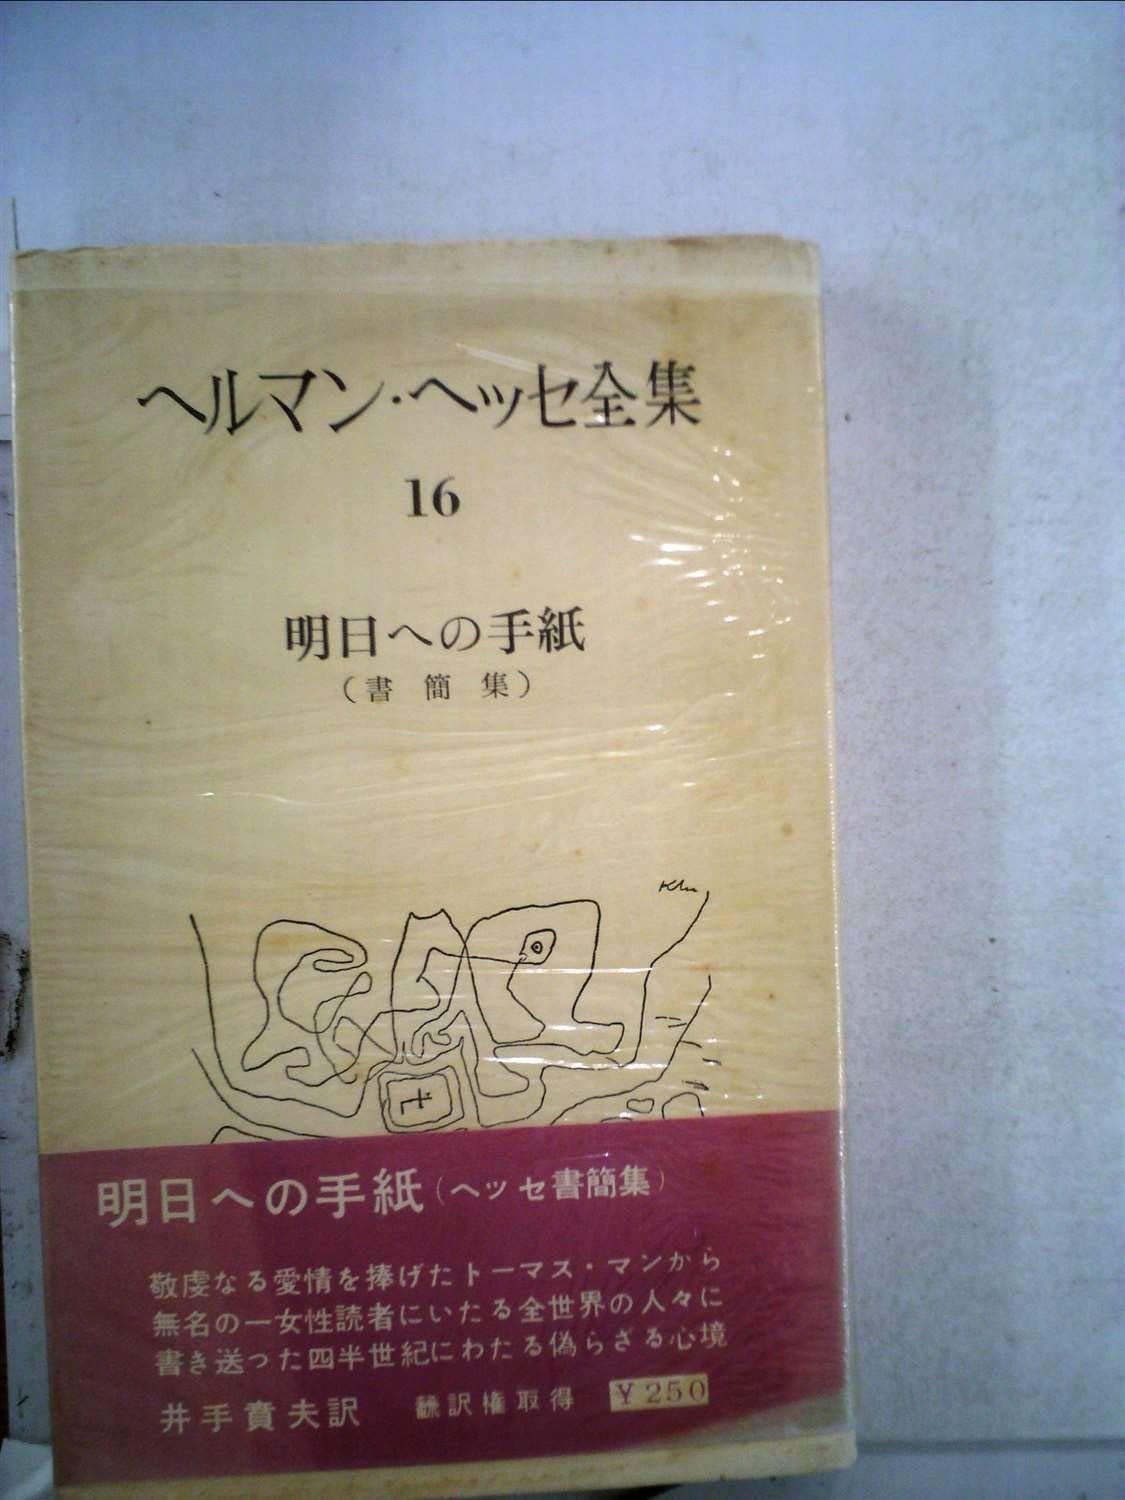 ヘルマン・ヘッセ全集
16
明日への手紙
（書簡集）
Klee
明日への手紙（ヘッセ書簡集）
敬虔なる愛情を捧げたトーマス・マンから
無名の一女性読者にいたる全世界の人々に
書き送った四半世紀にわたる偽らざる心境
井手賁夫訳 飜訳権取得 ¥250